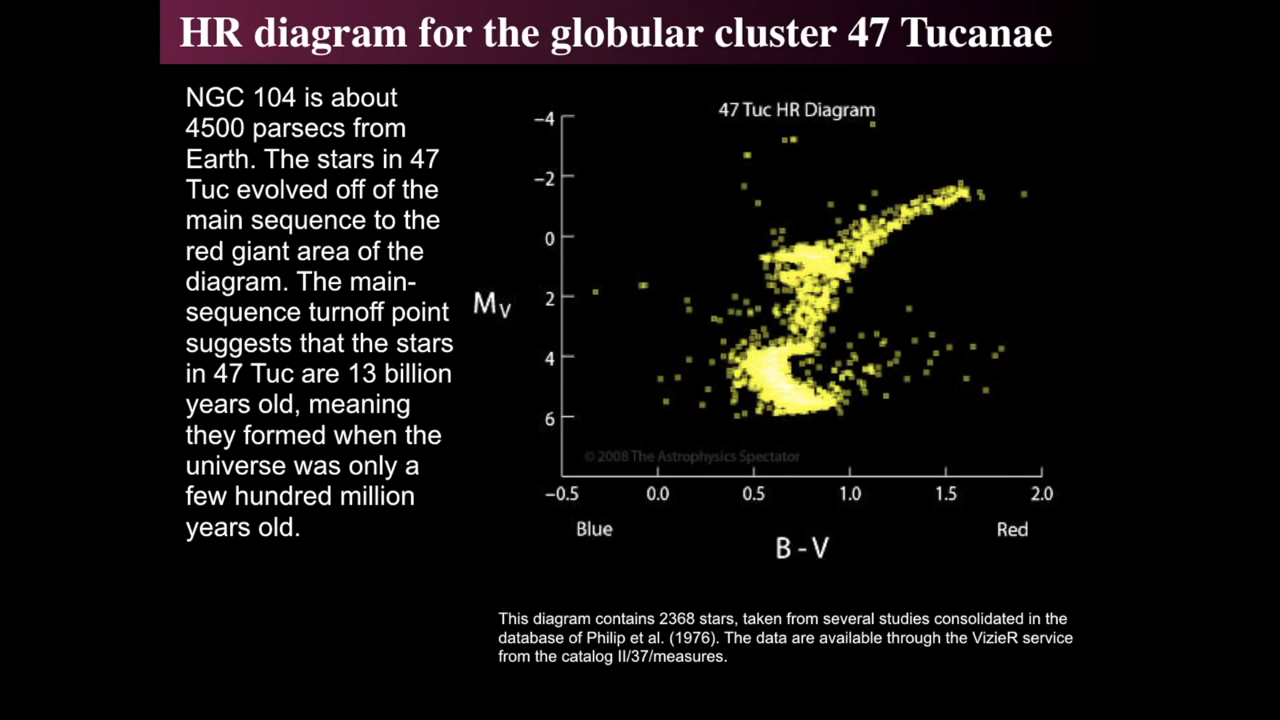 HR diagram for the globular cluster 47 Tucanae
NGC 104 is about
4500 parsecs from
Earth. The stars in 47
Tuc evolved off of the
main sequence to the
red giant area of the
diagram. The main-
sequence turnoff point
suggests that the stars
in 47 Tuc are 13 billion
years old, meaning
they formed when the
universe was only a
few hundred million
years old.
47 Tuc HR Diagram
−4
−2
0
2
4
6
MV
© 2008 The Astrophysics Spectator
−0.5 0.0 0.5 1.0 1.5 2.0
Blue Red
B - V
This diagram contains 2368 stars, taken from several studies consolidated in the
database of Philip et al. (1976). The data are available through the VizieR service
from the catalog II/37/measures.